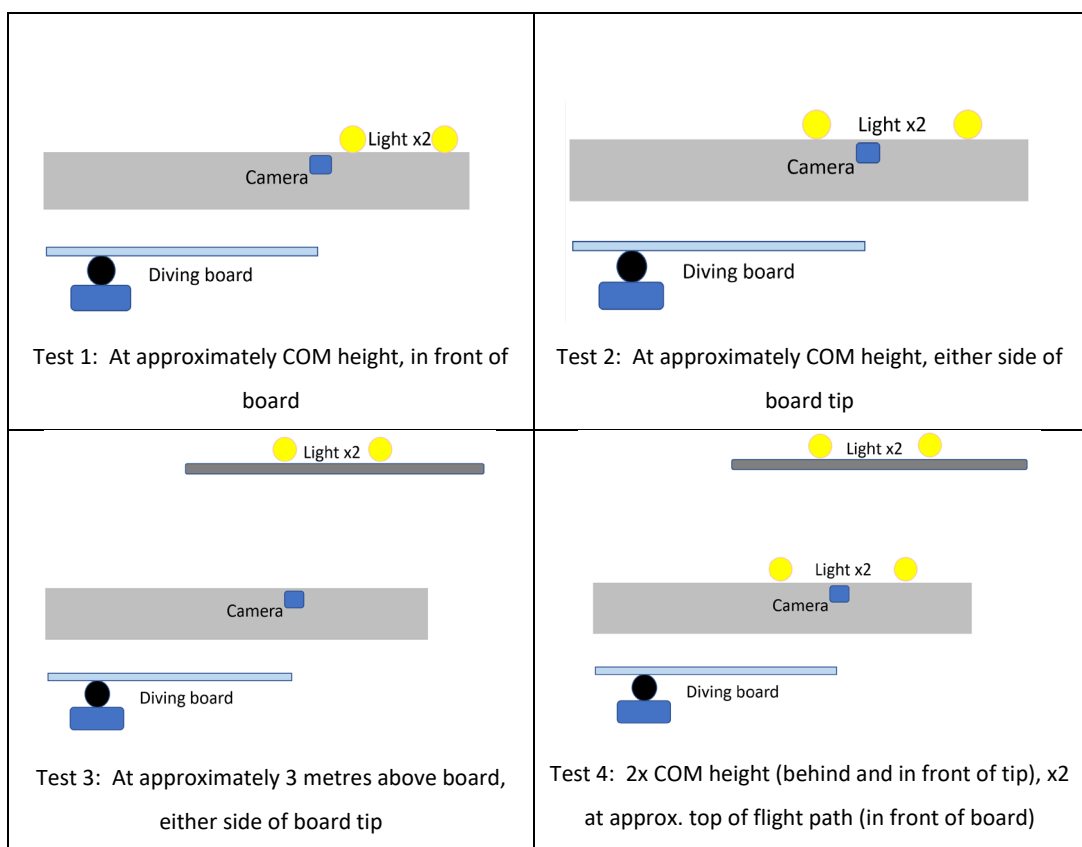 Light x2
Camera
Diving board
Test 1:  At approximately COM height, in front of
board
Light x2
Camera
Diving board
Test 2:  At approximately COM height, either side of
board tip
Light x2
Camera
Diving board
Test 3:  At approximately 3 metres above board,
either side of board tip
Light x2
Light x2
Camera
Diving board
Test 4:  2x COM height (behind and in front of tip), x2
at approx. top of flight path (in front of board)